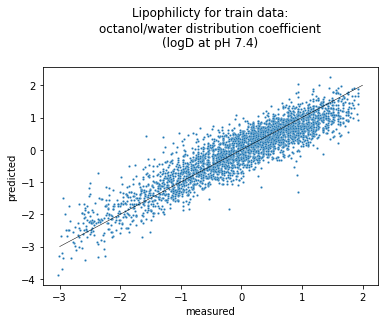 Lipophilicty for train data:
octanol/water distribution coefficient
(logD at pH 7.4)
2
1
0
−1
−2
−3
−4
predicted
−3 −2 −1 0 1 2
measured